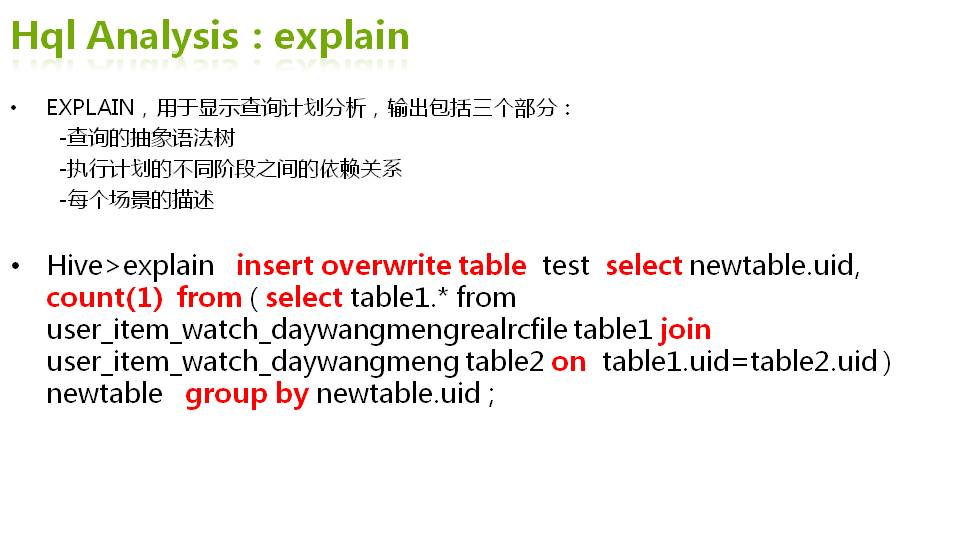 Hql Analysis：explain
• EXPLAIN，用于显示查询计划分析，输出包括三个部分：
-查询的抽象语法树
-执行计划的不同阶段之间的依赖关系
-每个场景的描述
• Hive>explain insert overwrite table test select newtable.uid,
count(1) from ( select table1.* from
user_item_watch_daywangmengrealrcfile table1 join
user_item_watch_daywangmeng table2 on table1.uid=table2.uid )
newtable group by newtable.uid ;